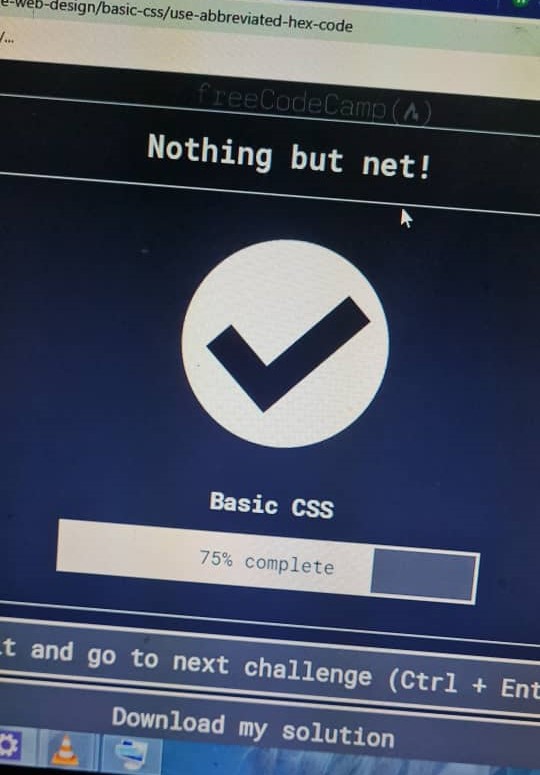 e-web-design/basic-css/use-abbreviated-hex-code
/...
freeCodeCamp(🔥)
Nothing but net!
Basic CSS
75% complete
t and go to next challenge (Ctrl + Ent
Download my solution